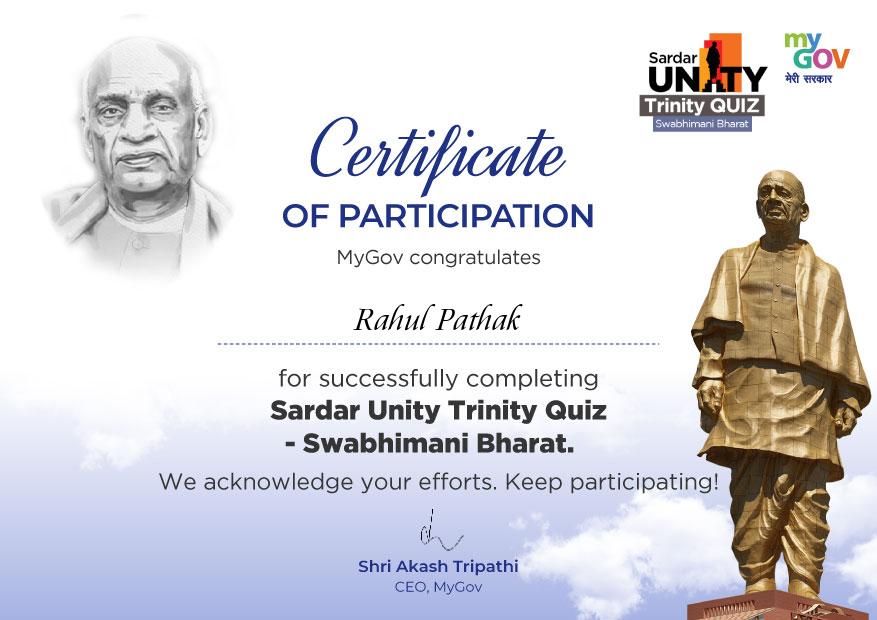 Sardar
UNITY
Trinity QUIZ
Swabhimani Bharat
my
GOV
मेरी सरकार
Certificate
OF PARTICIPATION
MyGov congratulates
Rahul Pathak
for successfully completing
Sardar Unity Trinity Quiz
- Swabhimani Bharat.
We acknowledge your efforts. Keep participating!
Shri Akash Tripathi
CEO, MyGov